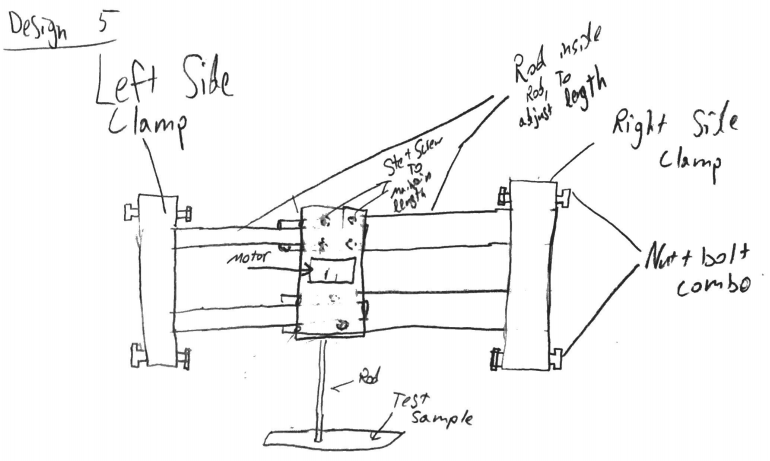 Design 5
Left Side
Clamp
Rod inside
Rod, To
adjust length
Right Side
Clamp
Set Screw
To
maintain
length
motor
Nut + bolt
combo
Rod
Test
Sample